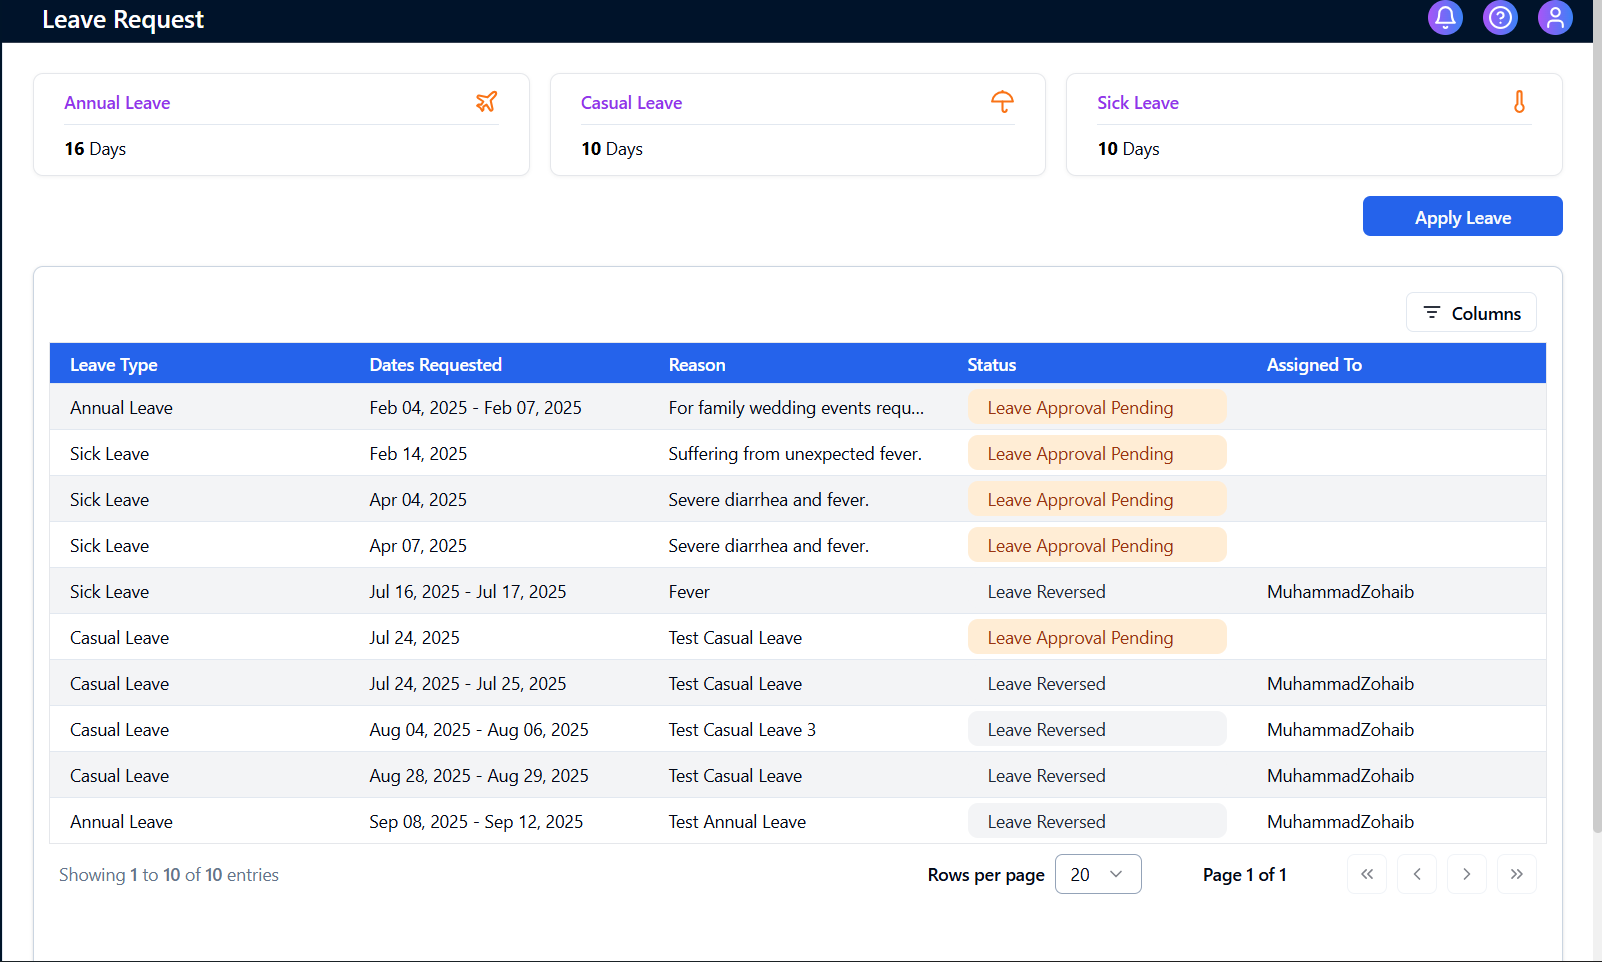 Leave Request
Annual Leave
16 Days
Casual Leave
10 Days
Sick Leave
10 Days
Apply Leave
Columns
Leave Type Dates Requested Reason Status Assigned To
Annual Leave Feb 04, 2025 - Feb 07, 2025 For family wedding events requ... Leave Approval Pending
Sick Leave Feb 14, 2025 Suffering from unexpected fever. Leave Approval Pending
Sick Leave Apr 04, 2025 Severe diarrhea and fever. Leave Approval Pending
Sick Leave Apr 07, 2025 Severe diarrhea and fever. Leave Approval Pending
Sick Leave Jul 16, 2025 - Jul 17, 2025 Fever Leave Reversed MuhammadZohaib
Casual Leave Jul 24, 2025 Test Casual Leave Leave Approval Pending
Casual Leave Jul 24, 2025 - Jul 25, 2025 Test Casual Leave Leave Reversed MuhammadZohaib
Casual Leave Aug 04, 2025 - Aug 06, 2025 Test Casual Leave 3 Leave Reversed MuhammadZohaib
Casual Leave Aug 28, 2025 - Aug 29, 2025 Test Casual Leave Leave Reversed MuhammadZohaib
Annual Leave Sep 08, 2025 - Sep 12, 2025 Test Annual Leave Leave Reversed MuhammadZohaib
Showing 1 to 10 of 10 entries Rows per page 20 Page 1 of 1